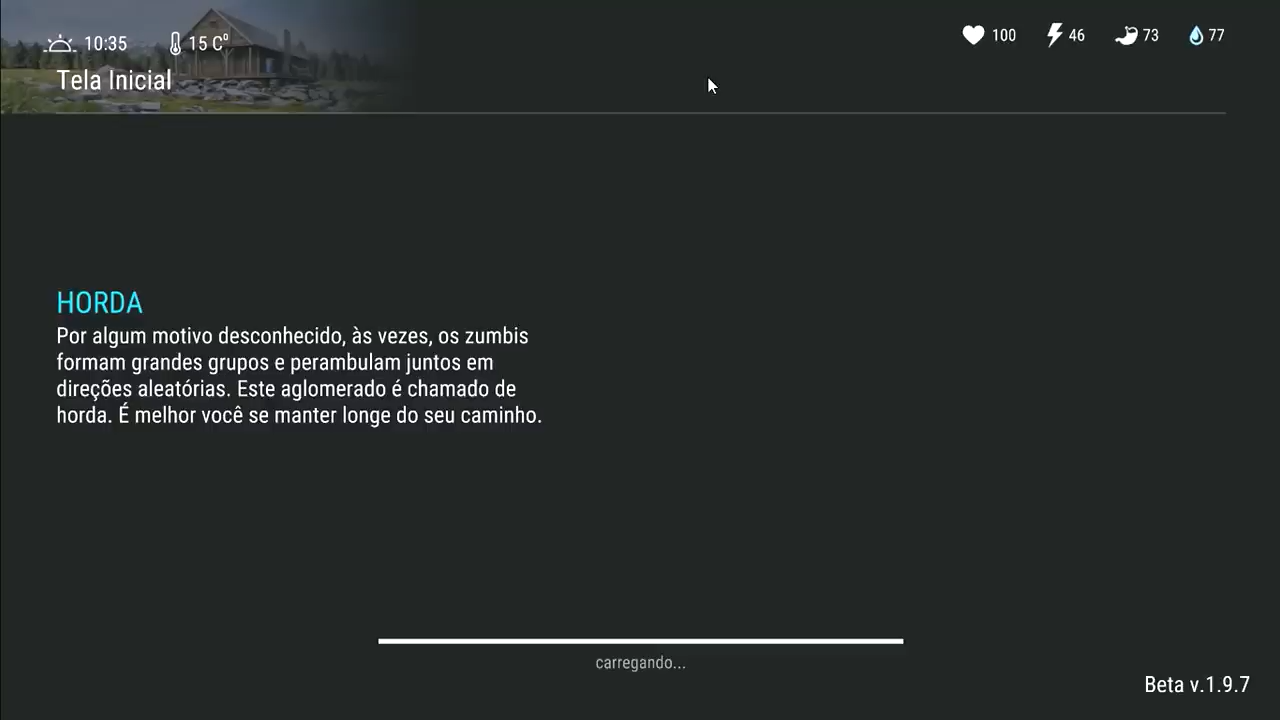 10:35 15 Cº 100 46 73 77
Tela Inicial
HORDA
Por algum motivo desconhecido, às vezes, os zumbis
formam grandes grupos e perambulam juntos em
direções aleatórias. Este aglomerado é chamado de
horda. É melhor você se manter longe do seu caminho.
carregando...
Beta v.1.9.7